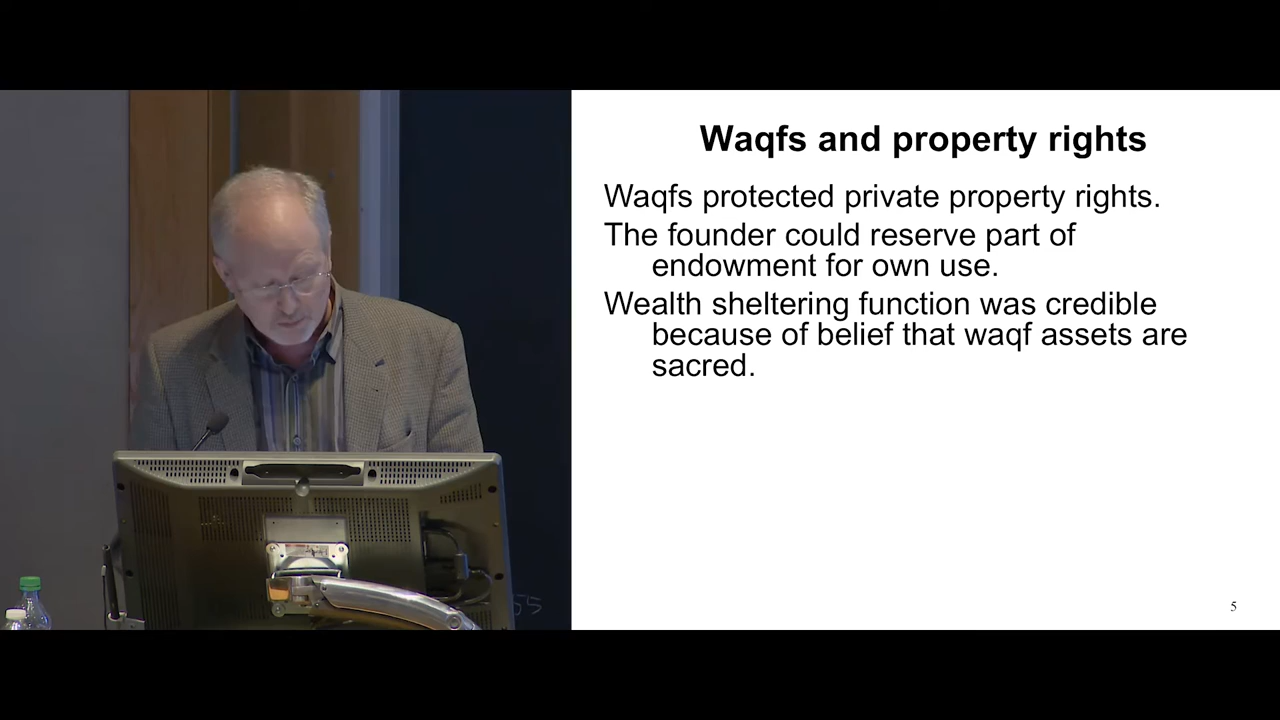 Waqfs and property rights
Waqfs protected private property rights.
The founder could reserve part of
endowment for own use.
Wealth sheltering function was credible
because of belief that waqf assets are
sacred.
55
5